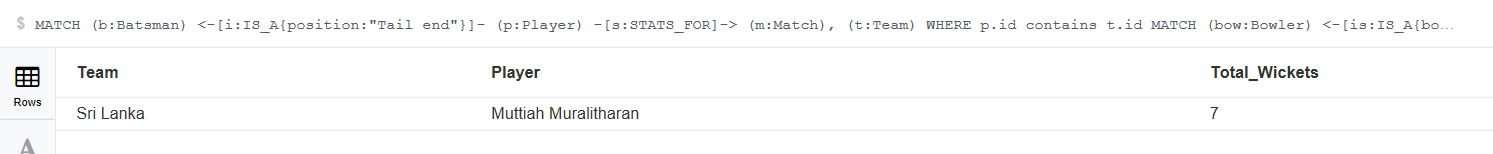 $ MATCH (b:Batsman) <-[i:IS_A{position:"Tail end"}]- (p:Player) -[s:STATS_FOR]-> (m:Match), (t:Team) WHERE p.id contains t.id MATCH (bow:Bowler) <-[is:IS_A{bo…
Team Player Total_Wickets
Rows
Sri Lanka Muttiah Muralitharan 7
A